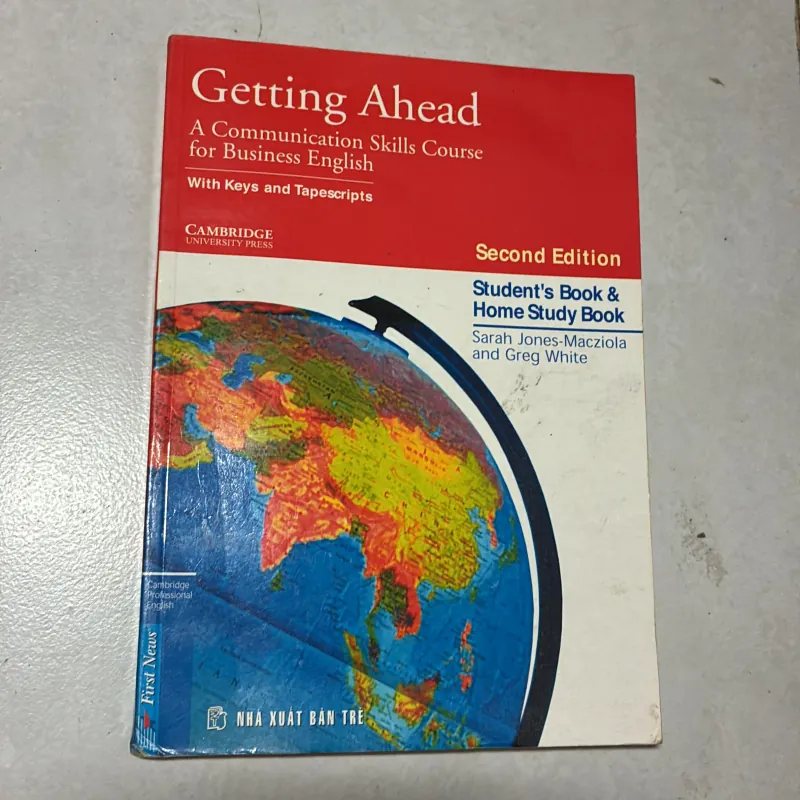 Getting Ahead
A Communication Skills Course
for Business English
With Keys and Tapescripts
CAMBRIDGE
UNIVERSITY PRESS
Second Edition
Student's Book &
Home Study Book
Sarah Jones-Macziola
and Greg White
Cambridge
Professional
English
First News
NHÀ XUẤT BẢN TRẺ